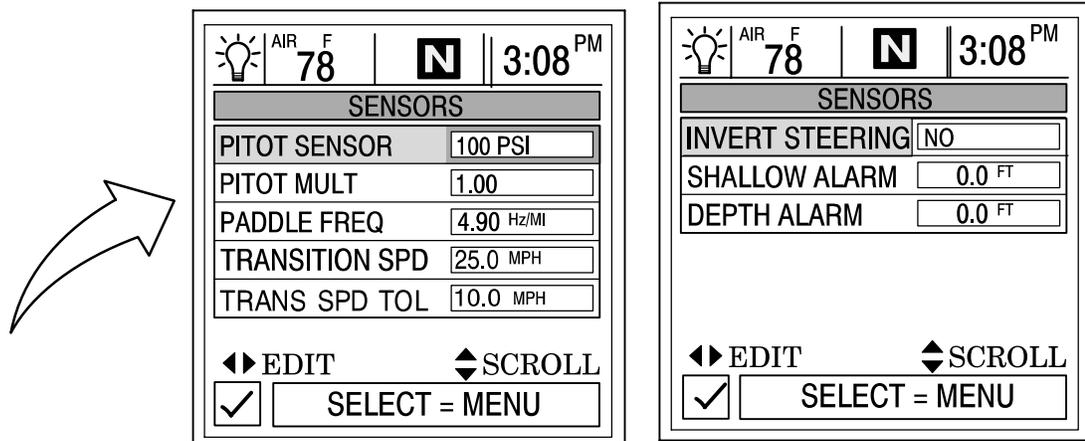 AIR F 78 N 3:08 PM
SENSORS
PITOT SENSOR 100 PSI
PITOT MULT 1.00
PADDLE FREQ 4.90 Hz/MI
TRANSITION SPD 25.0 MPH
TRANS SPD TOL 10.0 MPH
EDIT SCROLL
SELECT = MENU
AIR F 78 N 3:08 PM
SENSORS
INVERT STEERING NO
SHALLOW ALARM 0.0 FT
DEPTH ALARM 0.0 FT
EDIT SCROLL
SELECT = MENU